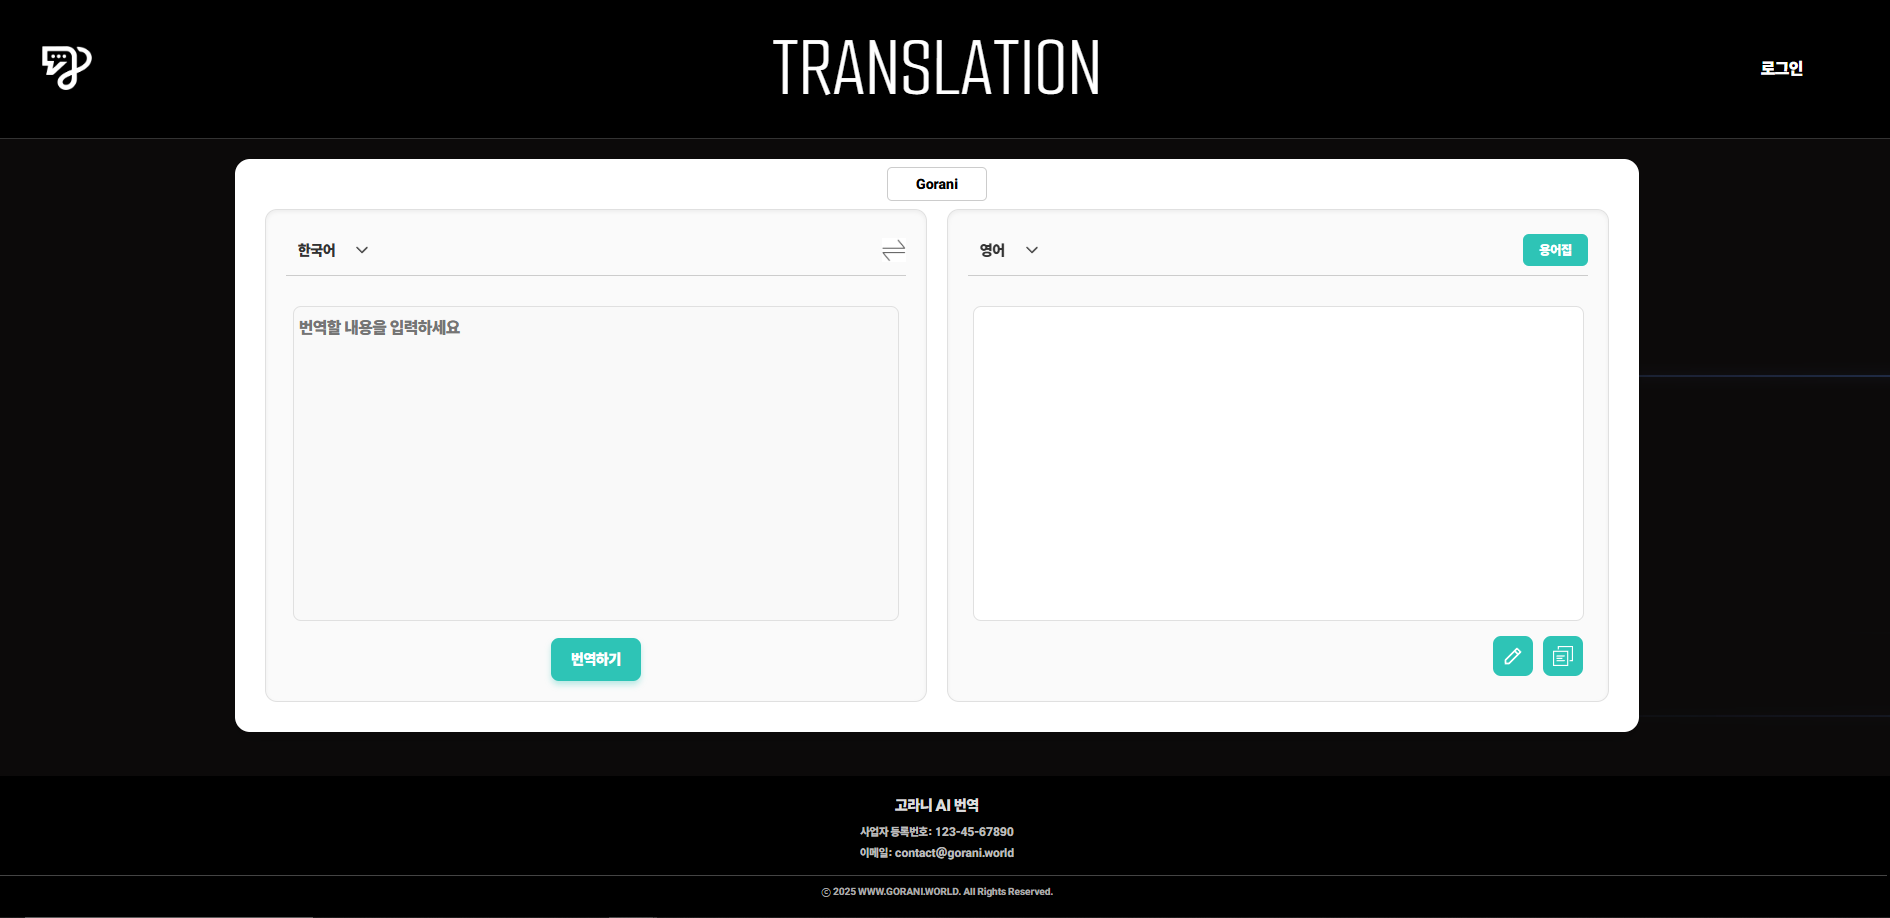 TRANSLATION
로그인
Gorani
한국어
영어
용어집
번역할 내용을 입력하세요
번역하기
고라니 AI 번역
사업자 등록번호: 123-45-67890
이메일: contact@gorani.world
ⓒ 2025 WWW.GORANI.WORLD. All Rights Reserved.